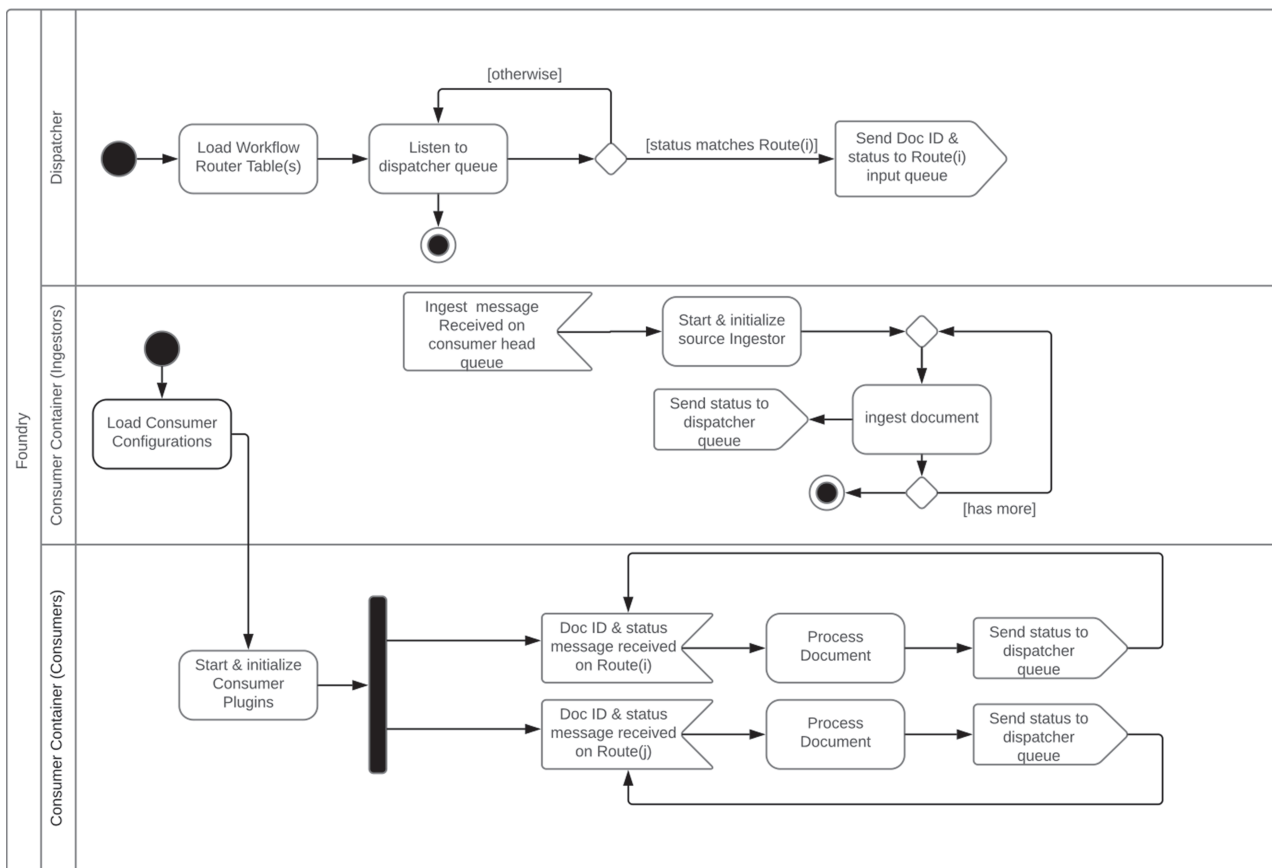 Foundry
Dispatcher
[otherwise]
Load Workflow
Router Table(s)
Listen to
dispatcher queue
[status matches Route(i)]
Send Doc ID &
status to Route(i)
input queue
Consumer Container (Ingestors)
Ingest message
Received on
consumer head
queue
Start & initialize
source Ingestor
Load Consumer
Configurations
Send status to
dispatcher
queue
ingest document
[has more]
Consumer Container (Consumers)
Start & initialize
Consumer
Plugins
Doc ID & status
message received
on Route(i)
Process
Document
Send status to
dispatcher
queue
Doc ID & status
message received
on Route(j)
Process
Document
Send status to
dispatcher
queue